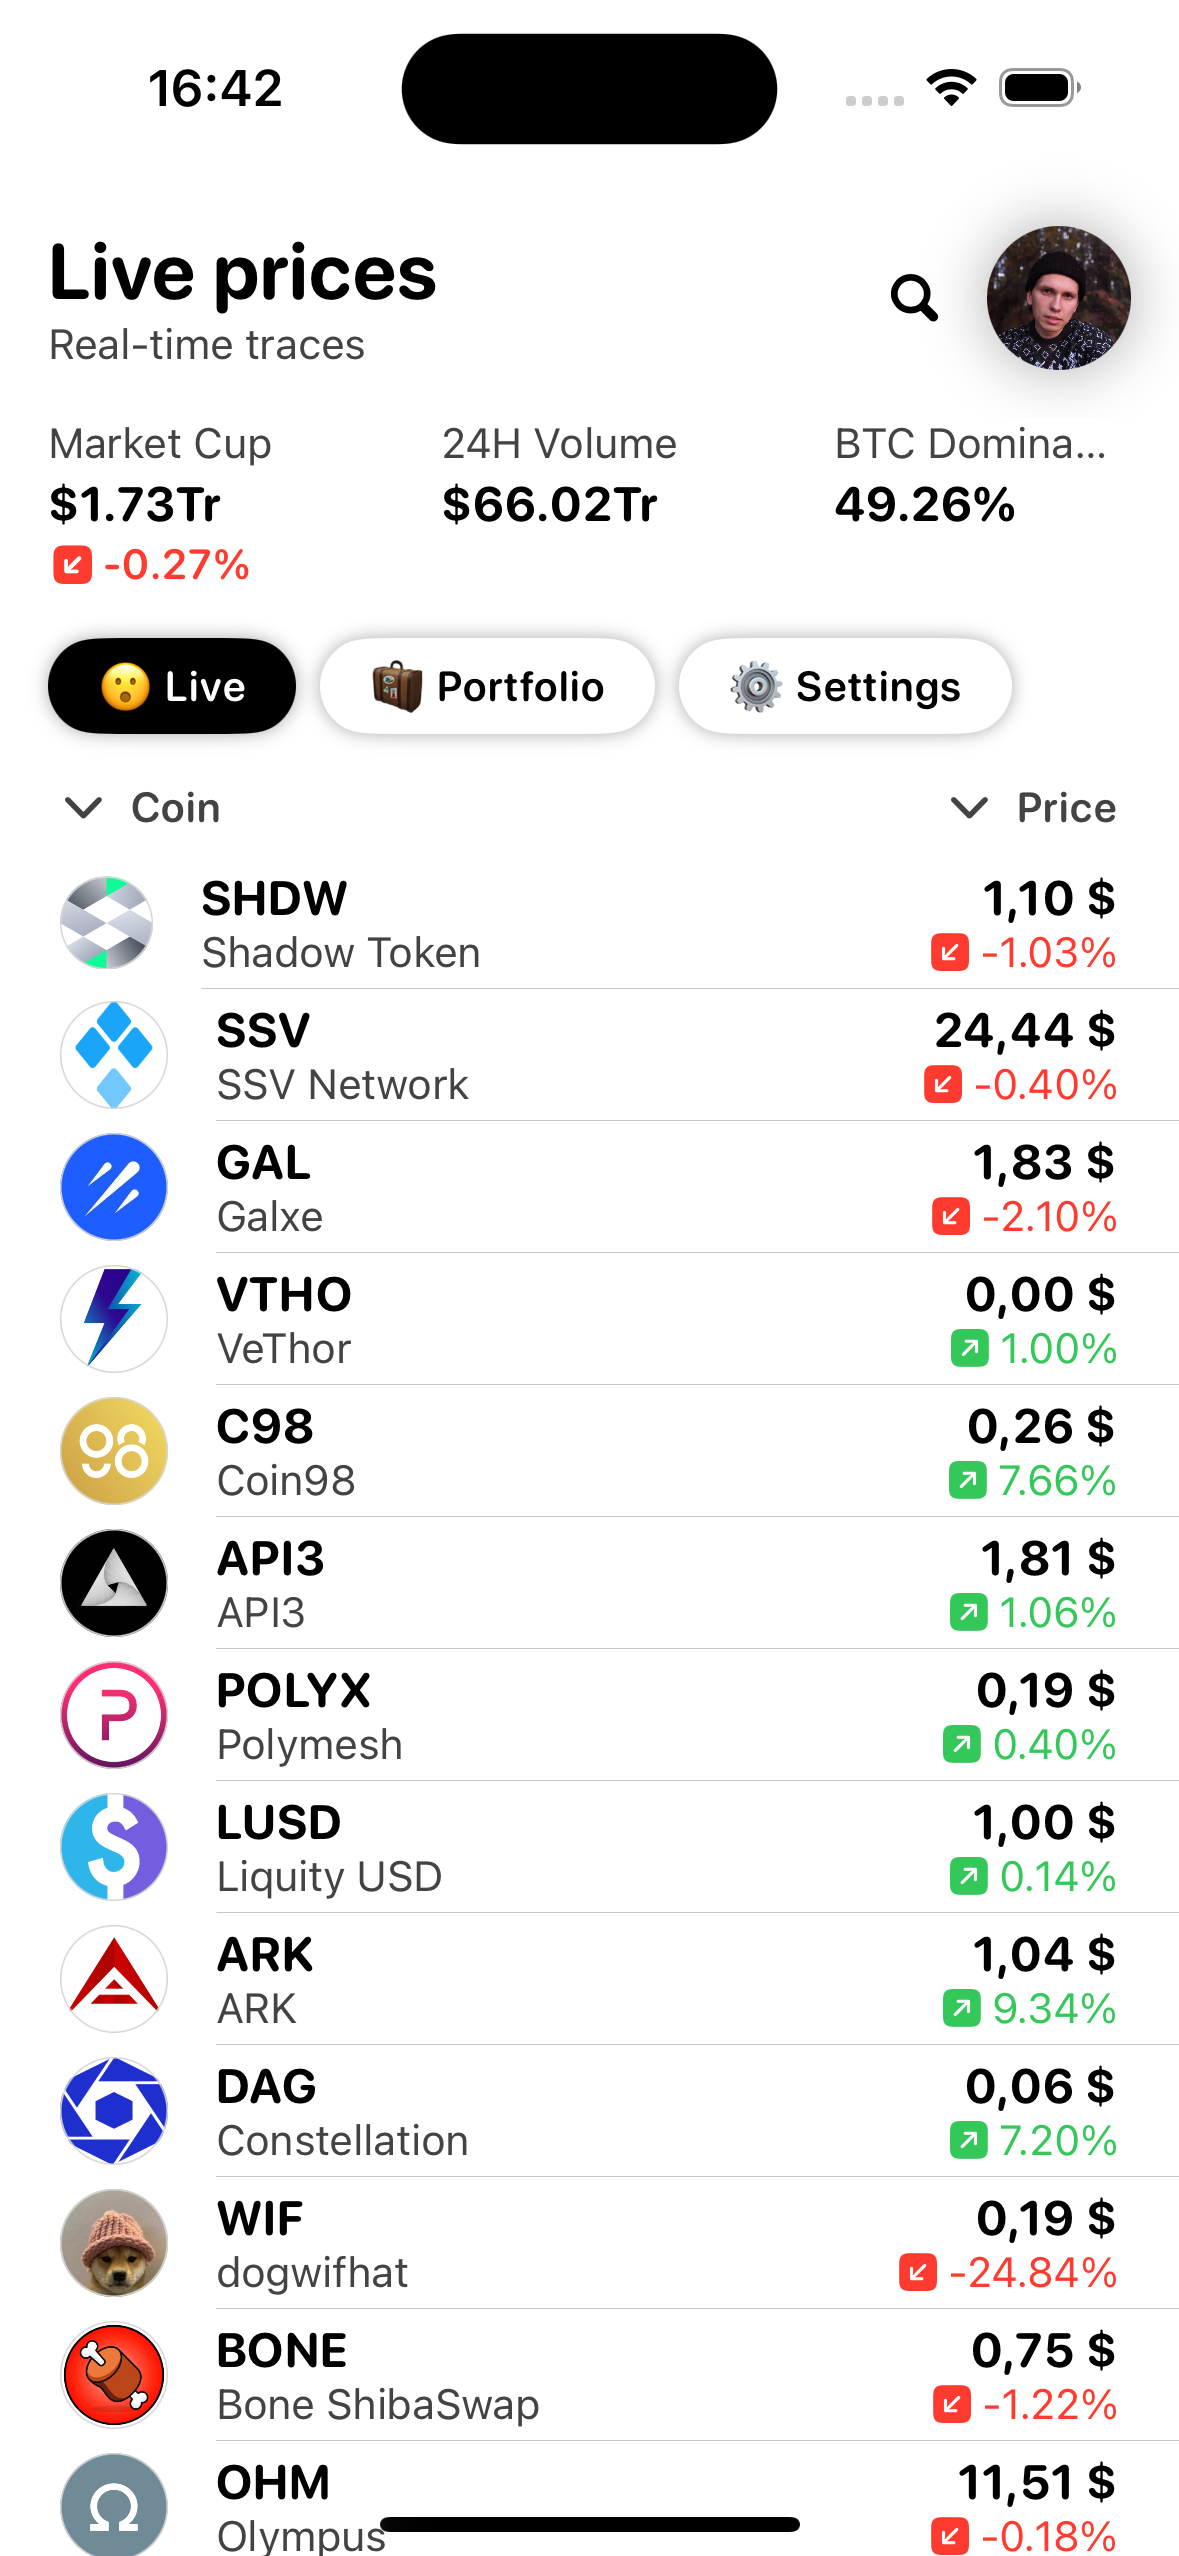 16:42
Live prices
Real-time traces
Market Cup
24H Volume
BTC Domina...
$1.73Tr
$66.02Tr
49.26%
-0.27%
😮 Live
🧳 Portfolio
⚙️ Settings
Coin
Price
SHDW
1,10 $
Shadow Token
-1.03%
SSV
24,44 $
SSV Network
-0.40%
GAL
1,83 $
Galxe
-2.10%
VTHO
0,00 $
VeThor
1.00%
C98
0,26 $
Coin98
7.66%
API3
1,81 $
API3
1.06%
POLYX
0,19 $
Polymesh
0.40%
LUSD
1,00 $
Liquity USD
0.14%
ARK
1,04 $
ARK
9.34%
DAG
0,06 $
Constellation
7.20%
WIF
0,19 $
dogwifhat
-24.84%
BONE
0,75 $
Bone ShibaSwap
-1.22%
OHM
11,51 $
Olympus
-0.18%